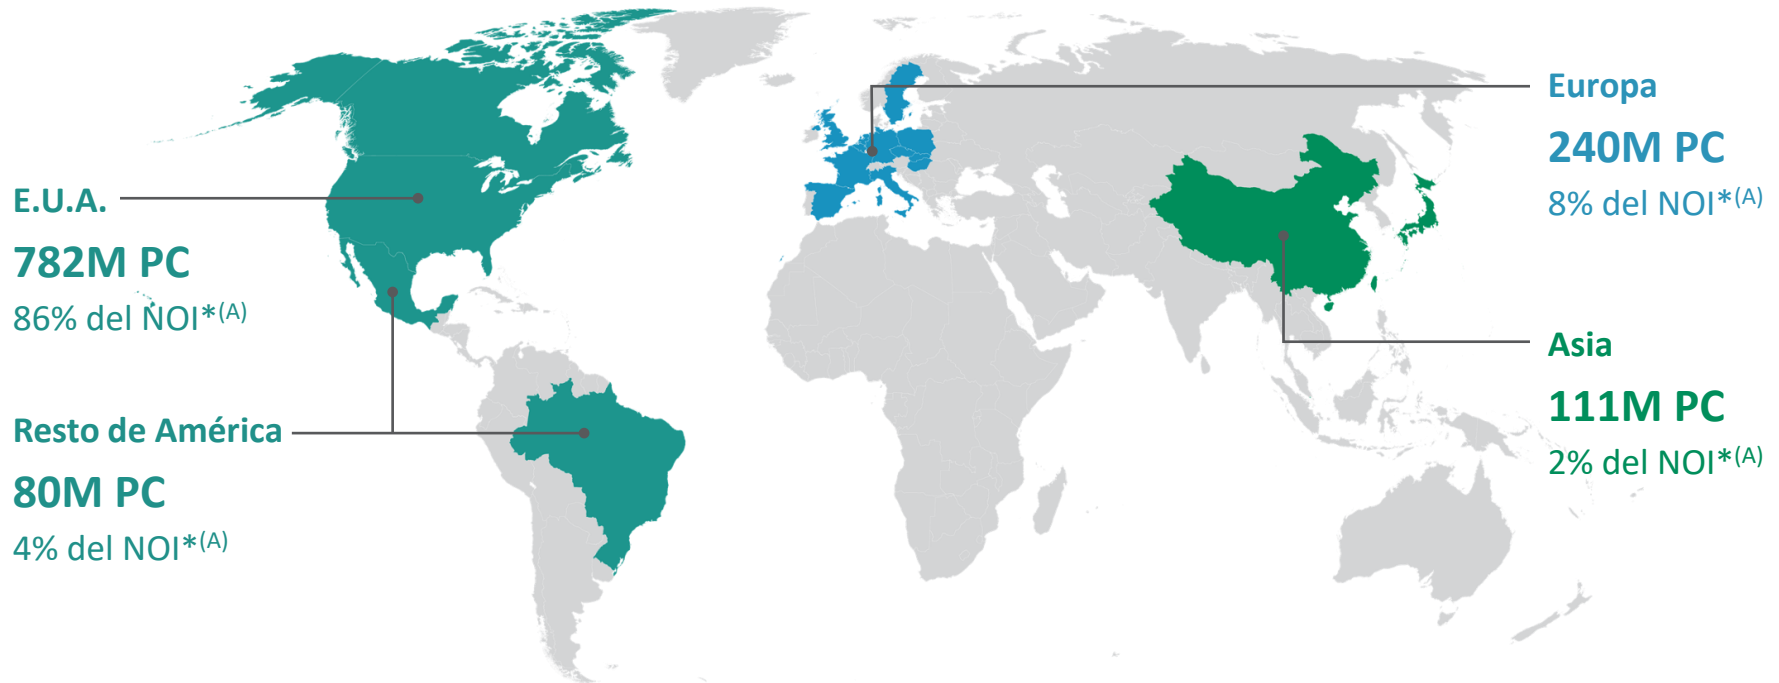 E.U.A.
782M PC
86% del NOI*(A)
Resto de América
80M PC
4% del NOI*(A)
Europa
240M PC
8% del NOI*(A)
Asia
111M PC
2% del NOI*(A)